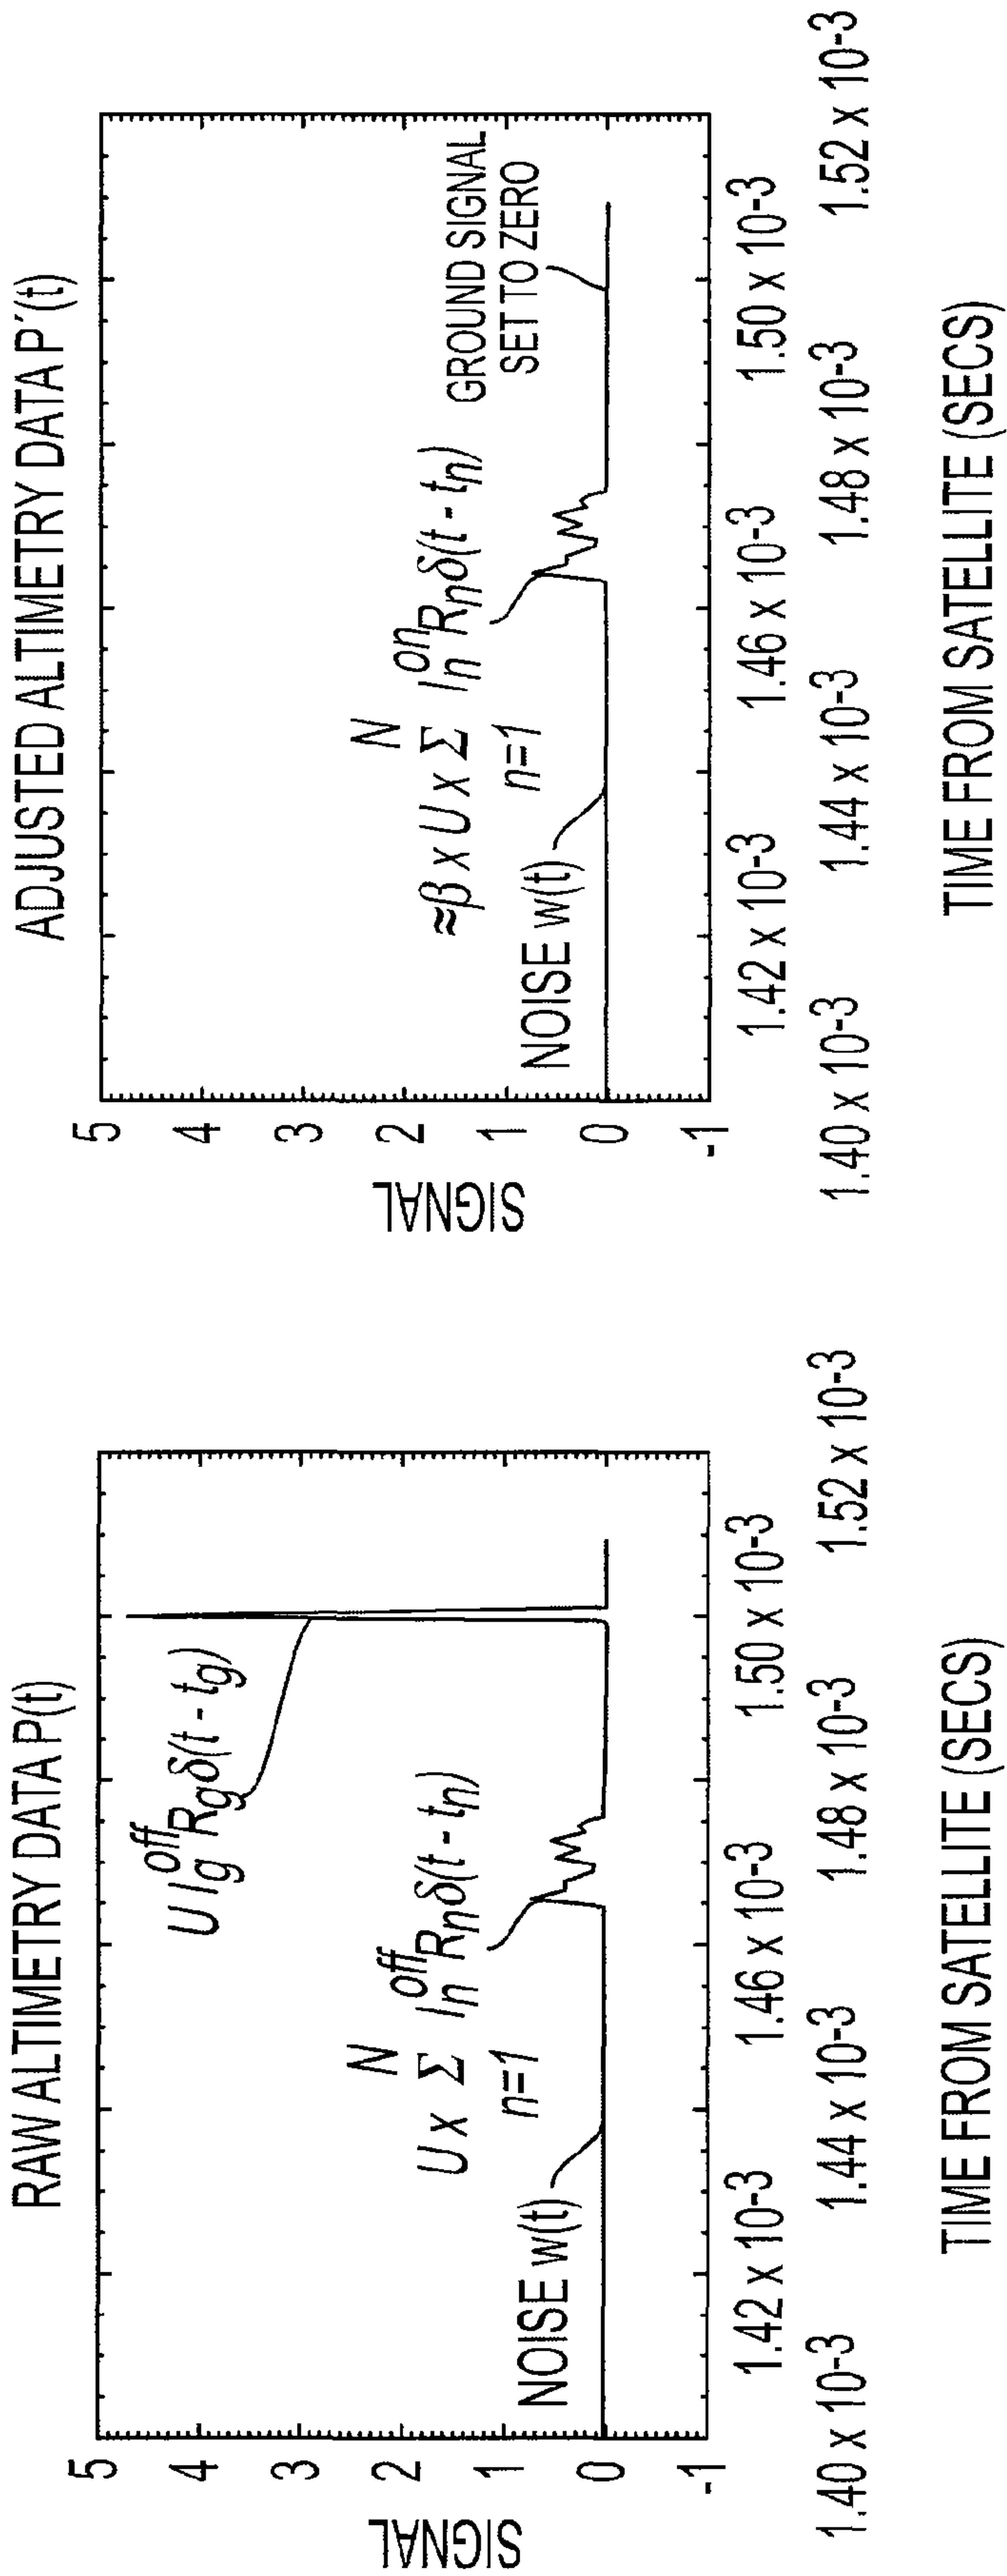 RAW ALTIMETRY DATA P(t)
SIGNAL
5
4
3
2
1
0
-1
U I_g^off R_g δ(t - t_g)
U x Σ_{n=1}^{N} I_n^off R_n δ(t - t_n)
NOISE w(t)
1.42 x 10-3 1.46 x 10-3 1.50 x 10-3
1.40 x 10-3 1.44 x 10-3 1.48 x 10-3 1.52 x 10-3
TIME FROM SATELLITE (SECS)
ADJUSTED ALTIMETRY DATA P´(t)
SIGNAL
5
4
3
2
1
0
-1
≈β x U x Σ_{n=1}^{N} I_n^on R_n δ(t - t_n)
NOISE w(t)
GROUND SIGNAL
SET TO ZERO
1.42 x 10-3 1.46 x 10-3 1.50 x 10-3
1.40 x 10-3 1.44 x 10-3 1.48 x 10-3 1.52 x 10-3
TIME FROM SATELLITE (SECS)